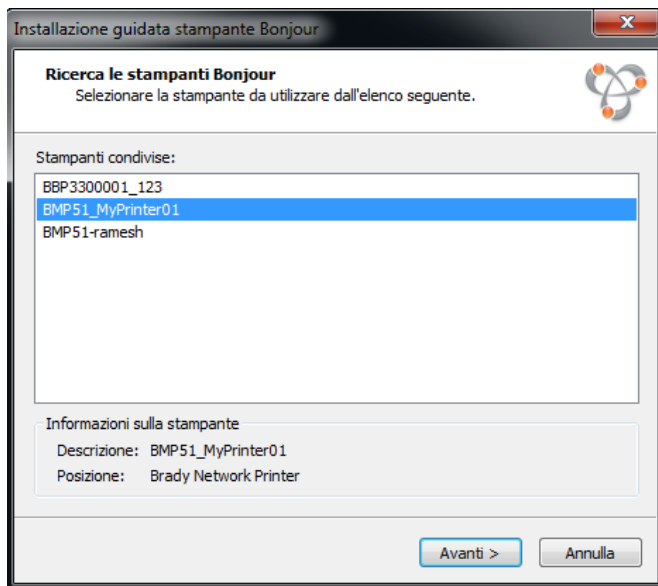 Installazione guidata stampante Bonjour
Ricerca le stampanti Bonjour
Selezionare la stampante da utilizzare dall'elenco seguente.
Stampanti condivise:
BBP3300001_123
BMP51_MyPrinter01
BMP51-ramesh
Informazioni sulla stampante
Descrizione: BMP51_MyPrinter01
Posizione: Brady Network Printer
Avanti > Annulla